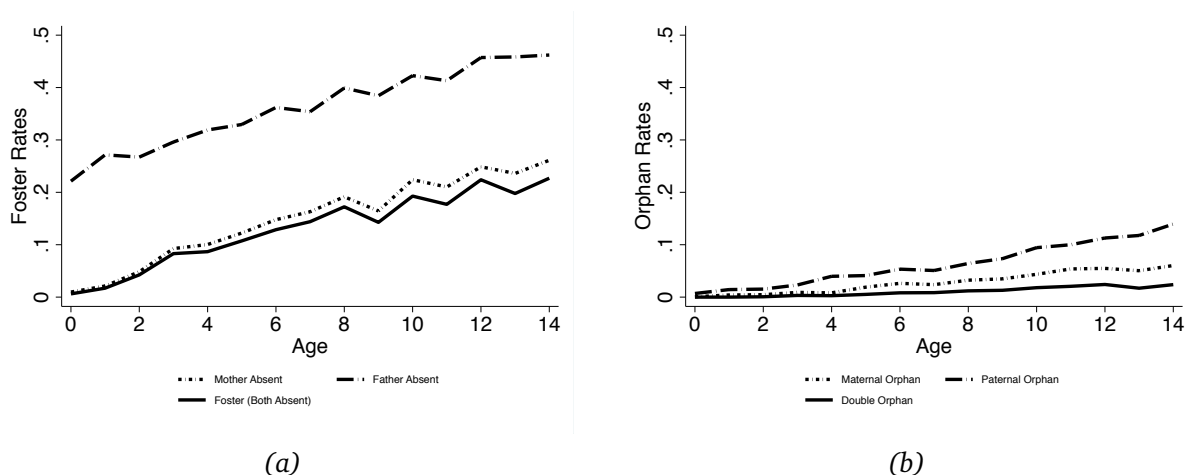 Foster Rates
.5
.4
.3
.2
.1
0
0 2 4 6 8 10 12 14
Age
Mother Absent Father Absent
Foster (Both Absent)
(a)
Orphan Rates
.5
.4
.3
.2
.1
0
0 2 4 6 8 10 12 14
Age
Maternal Orphan Paternal Orphan
Double Orphan
(b)